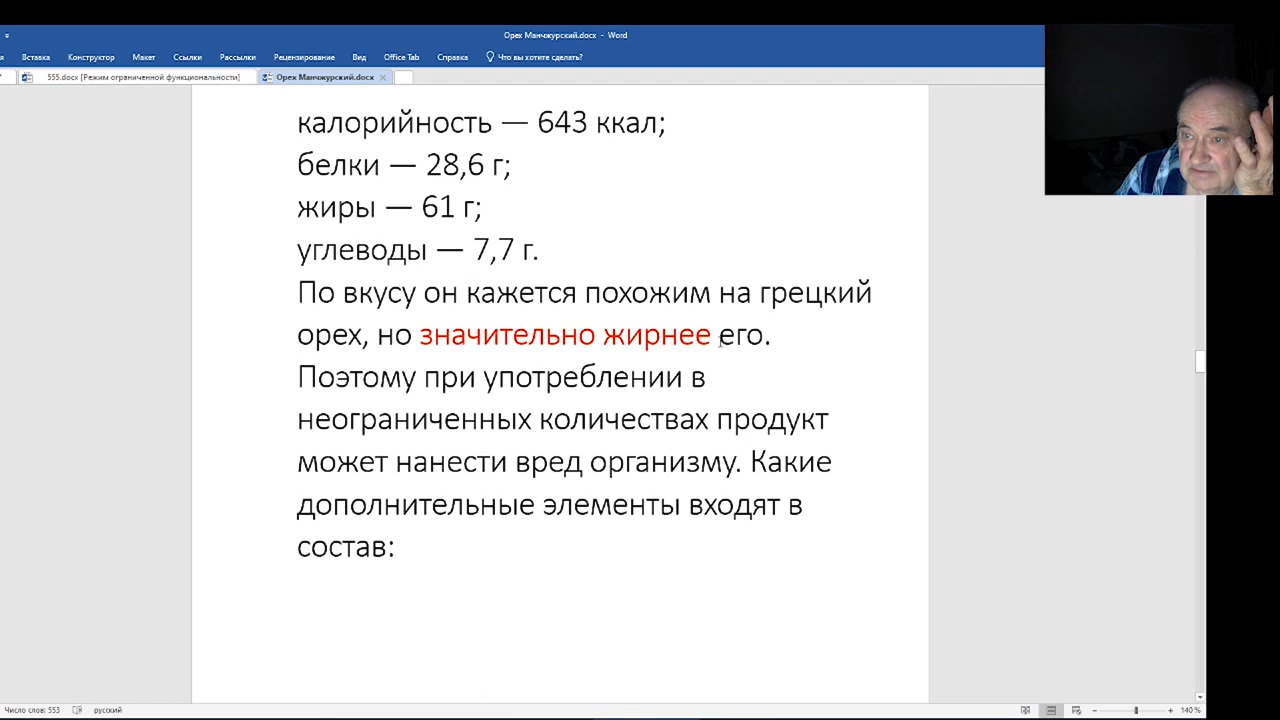 Орех Манчжурский.docx - Word
Вставка Конструктор Макет Ссылки Рассылки Рецензирование Вид Office Tab Справка Что вы хотите сделать?
555.docx [Режим ограниченной функциональности] Орех Манчжурский.docx
калорийность — 643 ккал;
белки — 28,6 г;
жиры — 61 г;
углеводы — 7,7 г.
По вкусу он кажется похожим на грецкий
орех, но значительно жирнее его.
Поэтому при употреблении в
неограниченных количествах продукт
может нанести вред организму. Какие
дополнительные элементы входят в
состав:
Число слов: 553 русский 140 %